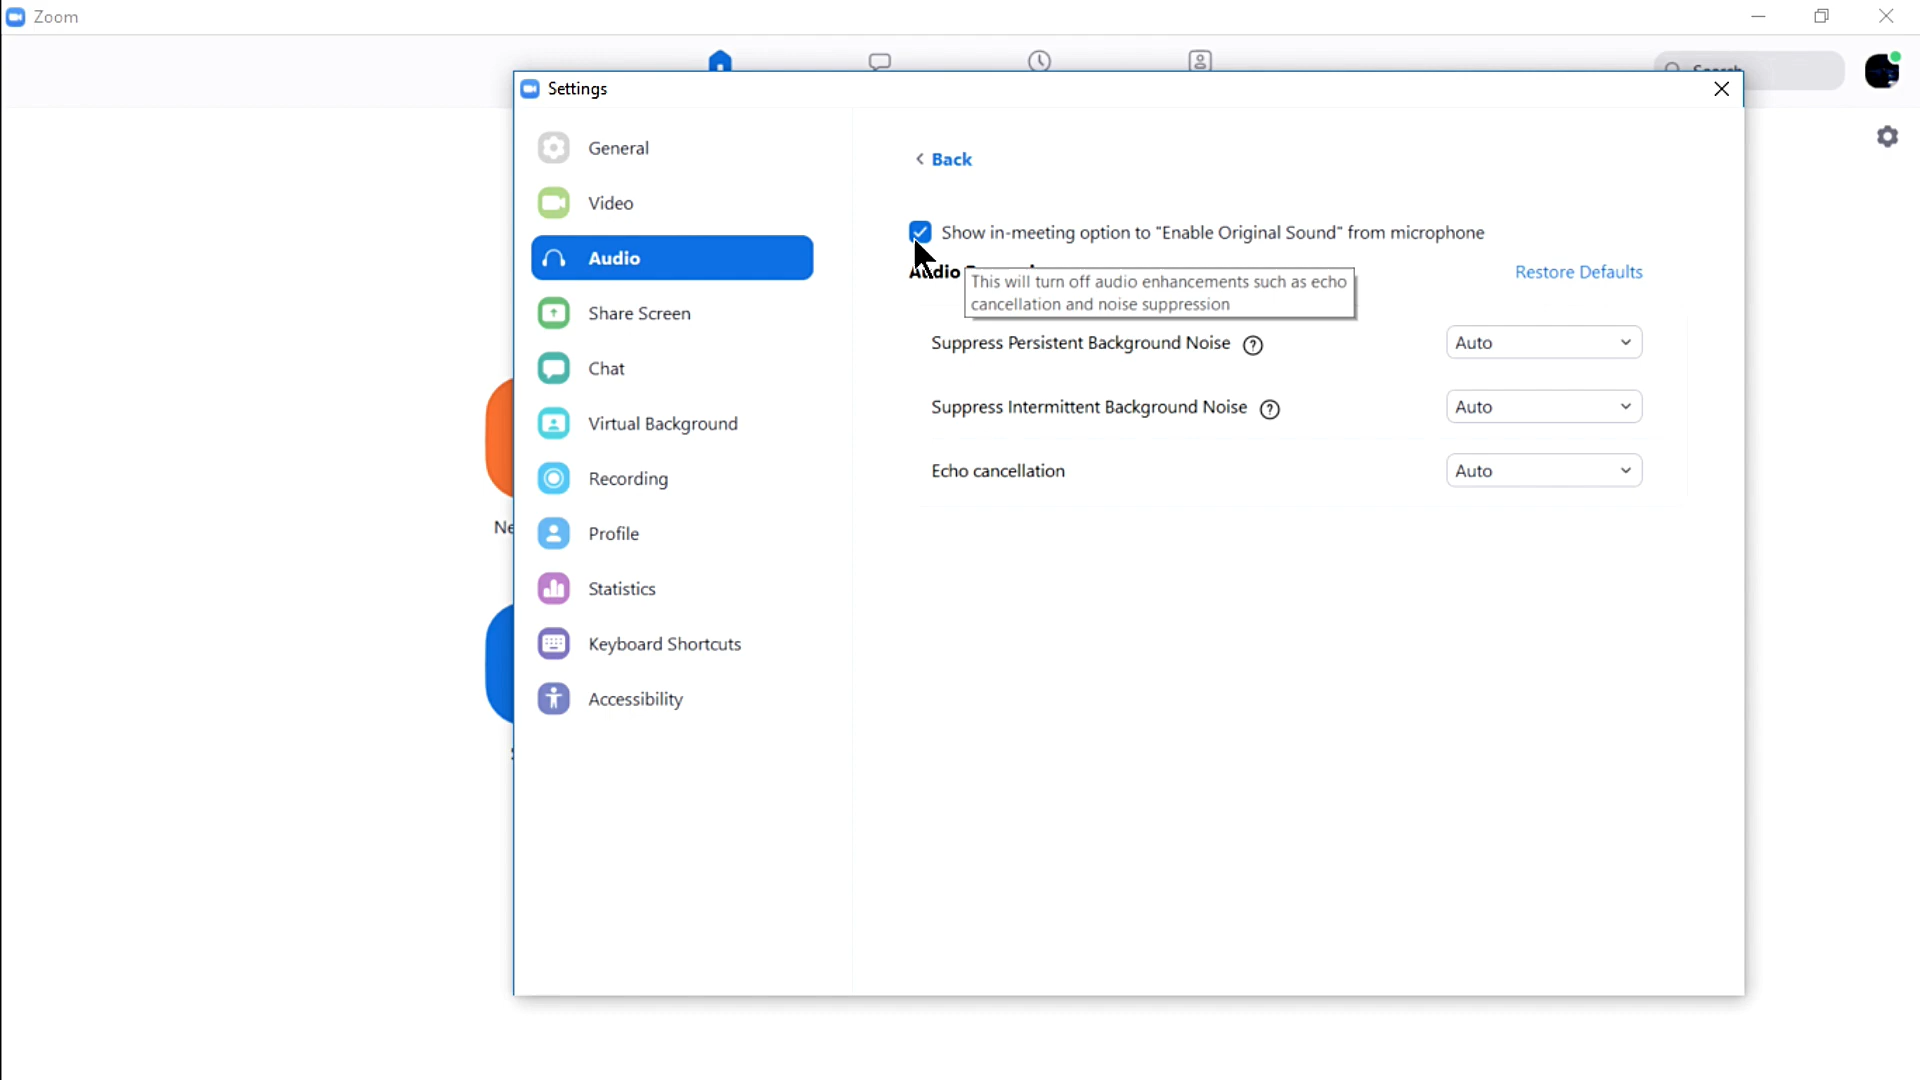 Zoom
Settings
General
Video
Audio
Share Screen
Chat
Virtual Background
Recording
Profile
Statistics
Keyboard Shortcuts
Accessibility
Back
Show in-meeting option to "Enable Original Sound" from microphone
This will turn off audio enhancements such as echo
cancellation and noise suppression
Restore Defaults
Suppress Persistent Background Noise ?
Auto
Suppress Intermittent Background Noise ?
Auto
Echo cancellation
Auto